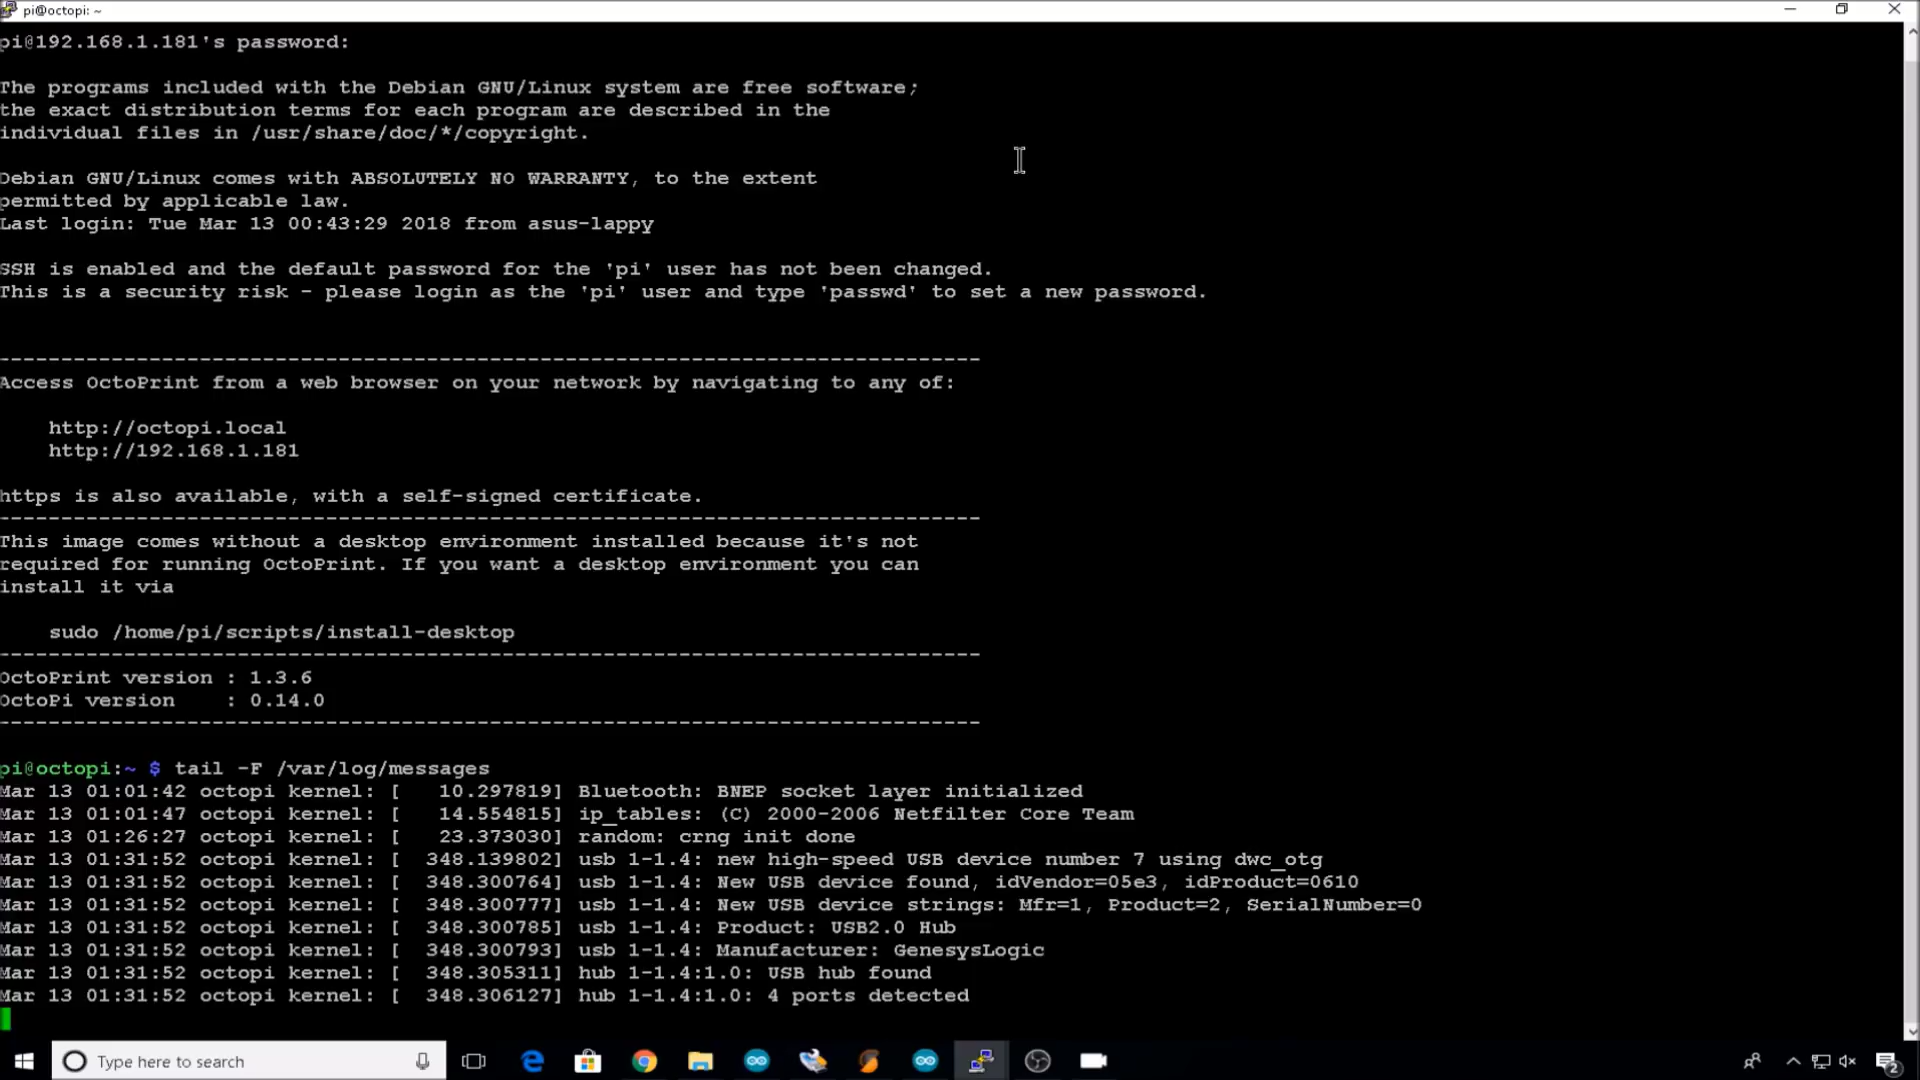 pi@octopi: ~
pi@192.168.1.181's password:
The programs included with the Debian GNU/Linux system are free software;
the exact distribution terms for each program are described in the
individual files in /usr/share/doc/*/copyright.
Debian GNU/Linux comes with ABSOLUTELY NO WARRANTY, to the extent
permitted by applicable law.
Last login: Tue Mar 13 00:43:29 2018 from asus-lappy
SSH is enabled and the default password for the 'pi' user has not been changed.
This is a security risk - please login as the 'pi' user and type 'passwd' to set a new password.
-------------------------------------------------------------------------------
Access OctoPrint from a web browser on your network by navigating to any of:
http://octopi.local
http://192.168.1.181
https is also available, with a self-signed certificate.
-------------------------------------------------------------------------------
This image comes without a desktop environment installed because it's not
required for running OctoPrint. If you want a desktop environment you can
install it via
sudo /home/pi/scripts/install-desktop
-------------------------------------------------------------------------------
OctoPrint version : 1.3.6
OctoPi version    : 0.14.0
-------------------------------------------------------------------------------
pi@octopi:~ $ tail -F /var/log/messages
Mar 13 01:01:42 octopi kernel: [   10.297819] Bluetooth: BNEP socket layer initialized
Mar 13 01:01:47 octopi kernel: [   14.554815] ip_tables: (C) 2000-2006 Netfilter Core Team
Mar 13 01:26:27 octopi kernel: [   23.373030] random: crng init done
Mar 13 01:31:52 octopi kernel: [  348.139802] usb 1-1.4: new high-speed USB device number 7 using dwc_otg
Mar 13 01:31:52 octopi kernel: [  348.300764] usb 1-1.4: New USB device found, idVendor=05e3, idProduct=0610
Mar 13 01:31:52 octopi kernel: [  348.300777] usb 1-1.4: New USB device strings: Mfr=1, Product=2, SerialNumber=0
Mar 13 01:31:52 octopi kernel: [  348.300785] usb 1-1.4: Product: USB2.0 Hub
Mar 13 01:31:52 octopi kernel: [  348.300793] usb 1-1.4: Manufacturer: GenesysLogic
Mar 13 01:31:52 octopi kernel: [  348.305311] hub 1-1.4:1.0: USB hub found
Mar 13 01:31:52 octopi kernel: [  348.306127] hub 1-1.4:1.0: 4 ports detected
Type here to search
2